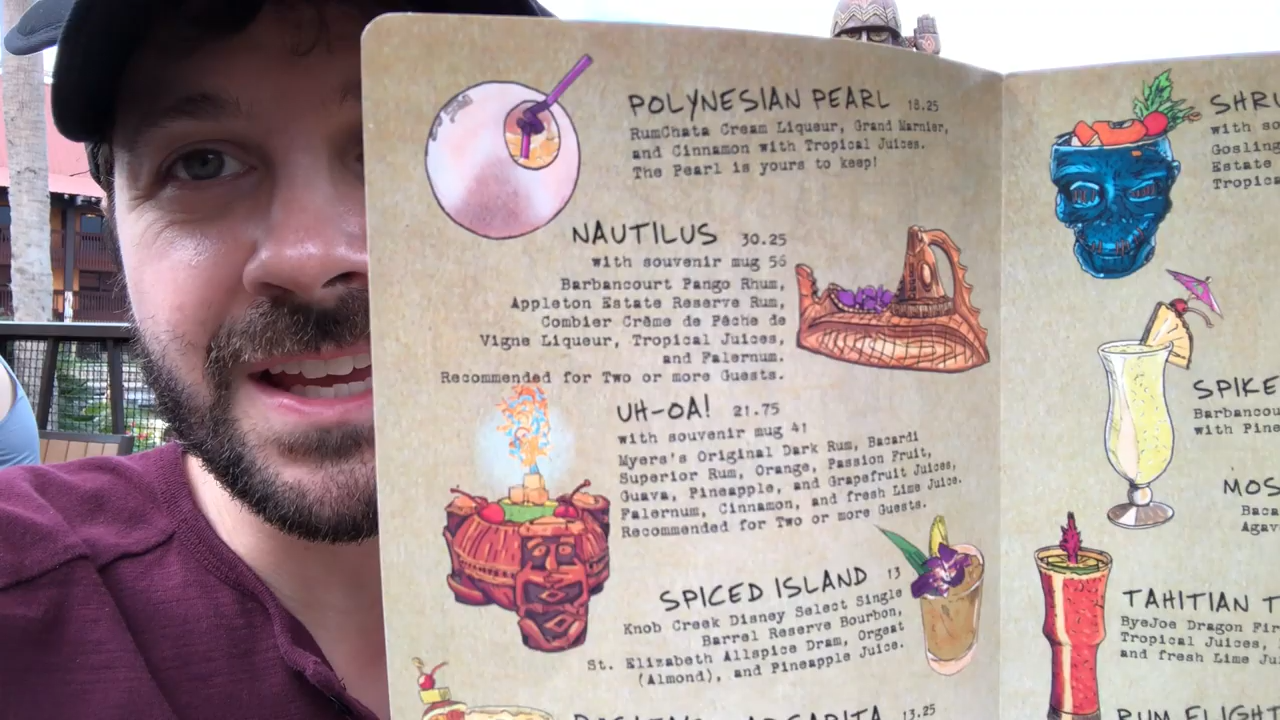 POLYNESIAN PEARL 18.25
RumChata Cream Liqueur, Grand Marnier,
and Cinnamon with Tropical Juices.
The Pearl is yours to keep!
NAUTILUS 30.25
with souvenir mug 56
Barbancourt Pango Rhum,
Appleton Estate Reserve Rum,
Combier Crème de Pêche de
Vigne Liqueur, Tropical Juices,
and Falernum.
Recommended for Two or more Guests.
UH-OA! 21.75
with souvenir mug 41
Myers's Original Dark Rum, Bacardi
Superior Rum, Orange, Passion Fruit,
Guava, Pineapple, and Grapefruit Juices,
Falernum, Cinnamon, and fresh Lime Juice.
Recommended for Two or more Guests.
SPICED ISLAND 13
Knob Creek Disney Select Single
Barrel Reserve Bourbon,
St. Elizabeth Allspice Dram, Orgeat
(Almond), and Pineapple Juice.
13.25
SHRU
with so
Gosling
Estate
Tropica
SPIKE
Barbancou
with Pine
MOS
Baca
Agav
TAHITIAN T
ByeJoe Dragon Fir
Tropical Juices,
and fresh Lime Ju
RUM FLIGHT